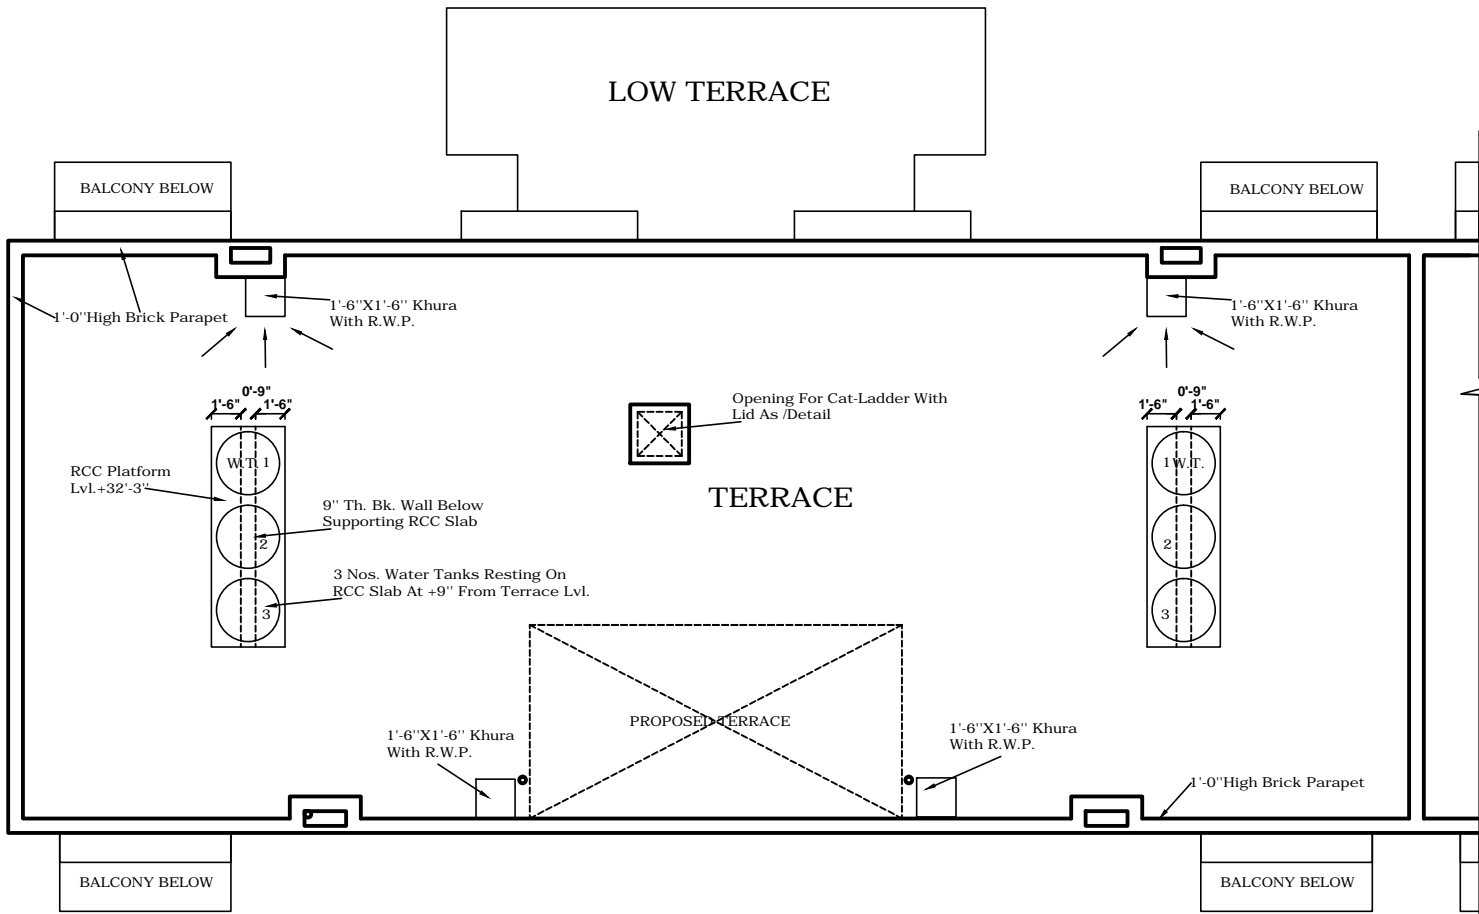 LOW TERRACE
BALCONY BELOW
BALCONY BELOW
1'-0''High Brick Parapet
1'-6''X1'-6'' Khura
With R.W.P.
1'-6''X1'-6'' Khura
With R.W.P.
0'-9"
1'-6"
1'-6"
0'-9"
1'-6"
1'-6"
Opening For Cat-Ladder With
Lid As /Detail
W.T. 1
1 W.T.
RCC Platform
Lvl.+32'-3''
TERRACE
9'' Th. Bk. Wall Below
Supporting RCC Slab
2
2
3 Nos. Water Tanks Resting On
RCC Slab At +9'' From Terrace Lvl.
3
3
PROPOSED TERRACE
1'-6''X1'-6'' Khura
With R.W.P.
1'-6''X1'-6'' Khura
With R.W.P.
1'-0''High Brick Parapet
BALCONY BELOW
BALCONY BELOW